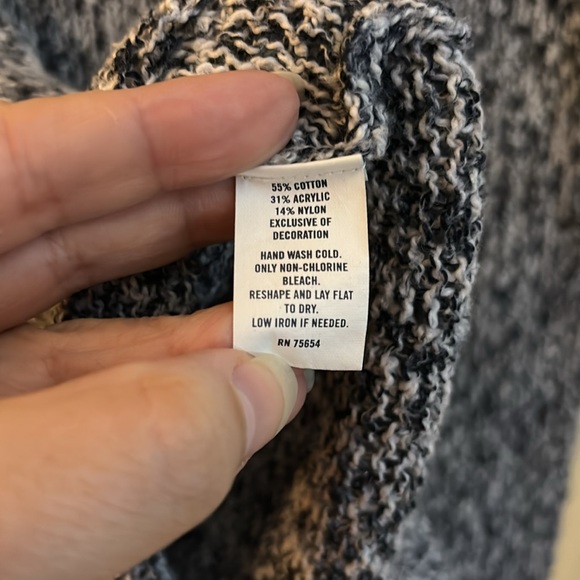 55% COTTON
31% ACRYLIC
14% NYLON
EXCLUSIVE OF
DECORATION
HAND WASH COLD.
ONLY NON-CHLORINE
BLEACH.
RESHAPE AND LAY FLAT
TO DRY.
LOW IRON IF NEEDED.
RN 75654